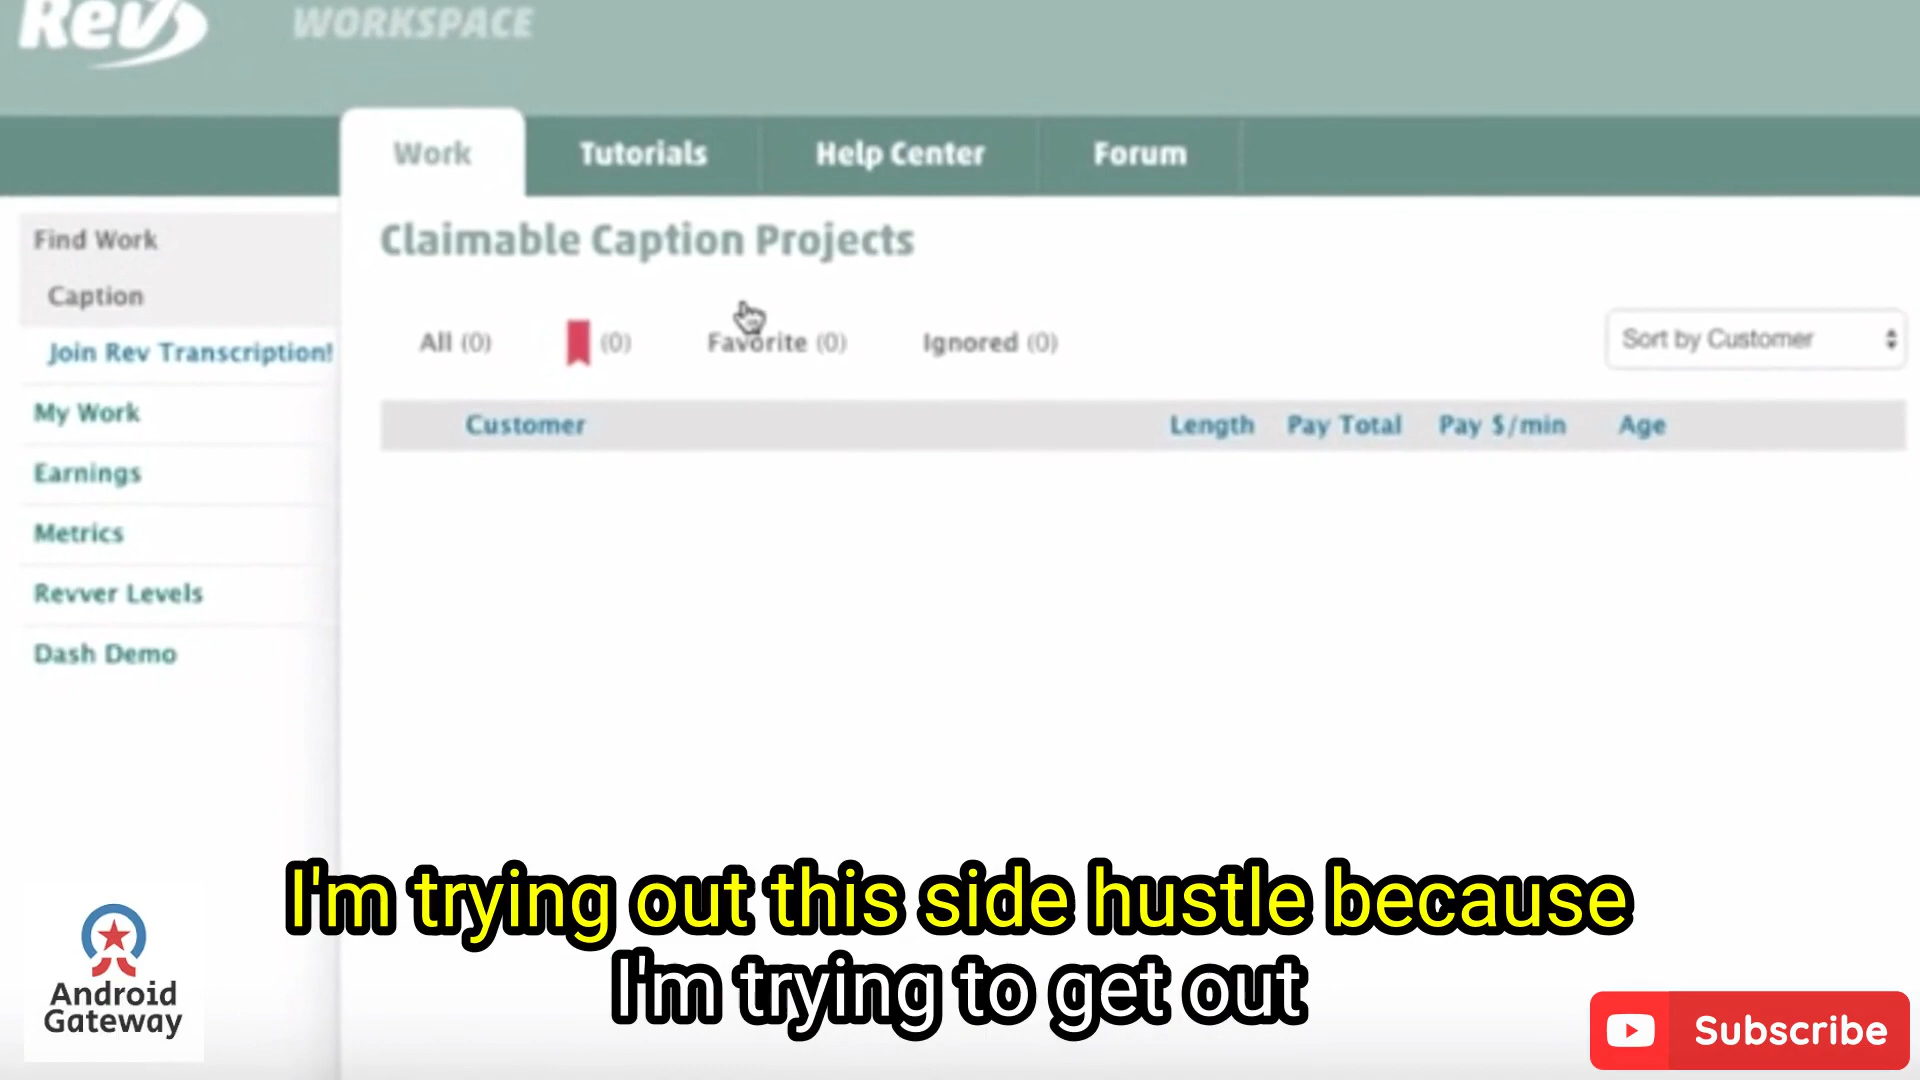 Rev WORKSPACE
Work Tutorials Help Center Forum
Find Work
Caption
Join Rev Transcription!
My Work
Earnings
Metrics
Revver Levels
Dash Demo
Claimable Caption Projects
All (0) (0) Favorite (0) Ignored (0)
Sort by Customer
Customer Length Pay Total Pay $/min Age
I'm trying out this side hustle because
I'm trying to get out
Android
Gateway
Subscribe